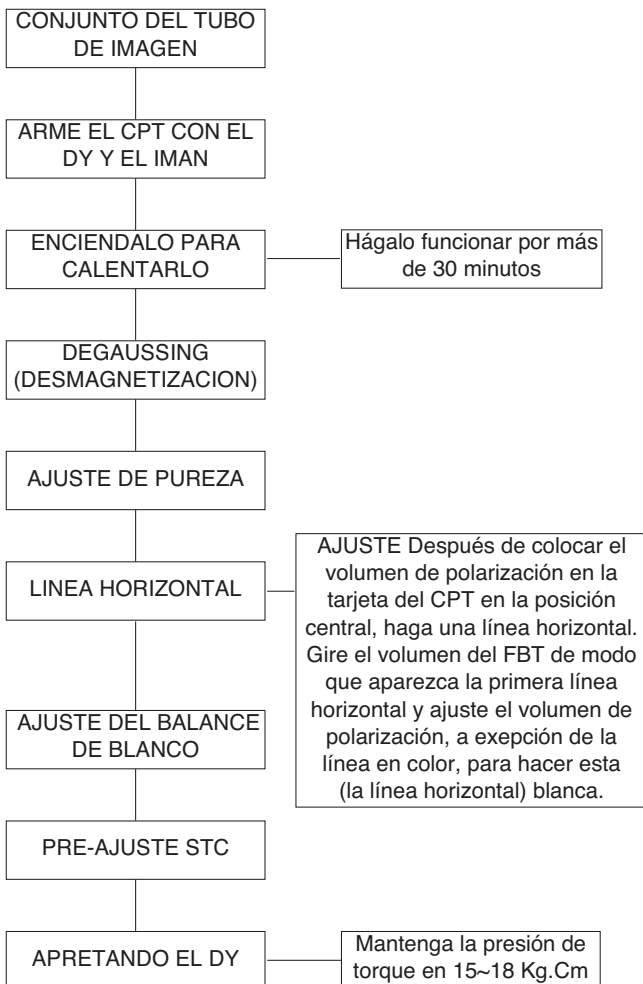 CONJUNTO DEL TUBO
DE IMAGEN
ARME EL CPT CON EL
DY Y EL IMAN
ENCIENDALO PARA
CALENTARLO
Hágalo funcionar por más
de 30 minutos
DEGAUSSING
(DESMAGNETIZACION)
AJUSTE DE PUREZA
LINEA HORIZONTAL
AJUSTE Después de colocar el
volumen de polarización en la
tarjeta del CPT en la posición
central, haga una línea horizontal.
Gire el volumen del FBT de modo
que aparezca la primera línea
horizontal y ajuste el volumen de
polarización, a exepción de la
línea en color, para hacer esta
(la línea horizontal) blanca.
AJUSTE DEL BALANCE
DE BLANCO
PRE-AJUSTE STC
APRETANDO EL DY
Mantenga la presión de
torque en 15~18 Kg.Cm